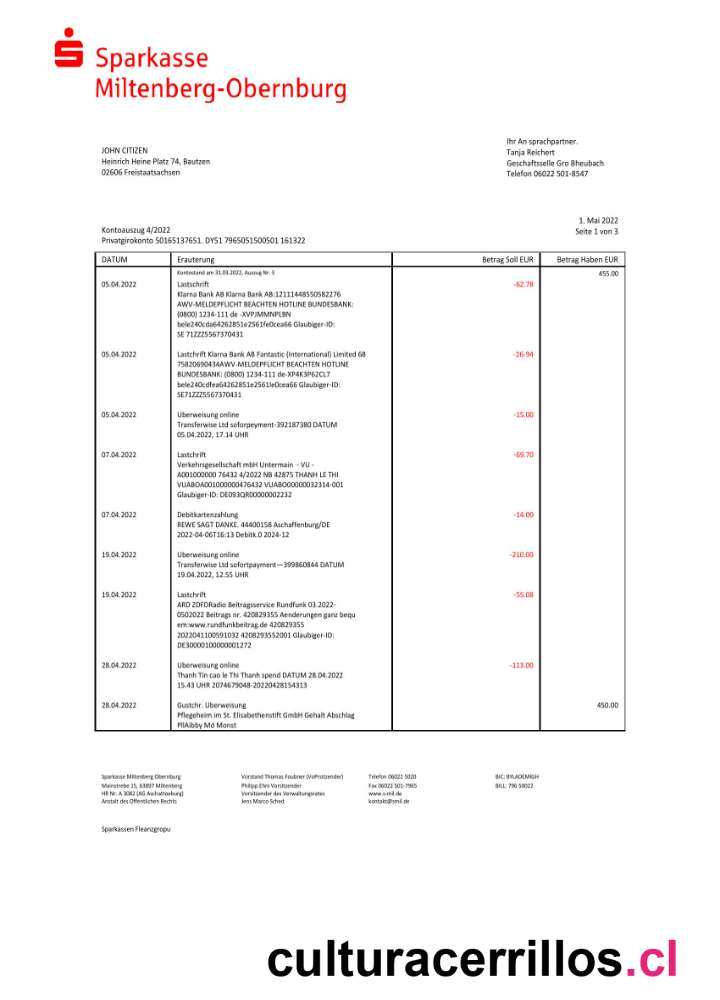 Sparkasse
Miltenberg-Obernburg
JOHN CITIZEN
Heinrich Heine Platz 74, Bautzen
02606 Freistaatsachsen
Ihr An sprachpartner.
Tanja Reichert
Geschaftsselle Gro Bheubach
Telefon 06022 501-8547
1. Mai 2022
Seite 1 von 3
Kontoauszug 4/2022
Privatgirokonto 50165137651. DY51 7965051500501 161322
DATUM Erauterung Betrag Soll EUR Betrag Haben EUR
Kontostand am 31.03.2022, Auszug Nr. 3 455.00
05.04.2022 Lastschrift -62.78
Klarna Bank AB Klarna Bank AB:12111448550582276
AWV-MELDEPFLICHT BEACHTEN HOTLINE BUNDESBANK:
(0800) 1234-111 de -XVPJMMNPLBN
bele240cda64262851e2561fe0cea66 Glaubiger-ID:
SE 71ZZZ5567370431
05.04.2022 Lastchrift Klarna Bank AB Fantastic (International) Limited 68 -26-94
75820690434AWV-MELDEPFLICHT BEACHTEN HOTLINE
BUNDESBANK: (0800) 1234-111 de-XP4K3P62CL7
bele240cdfea64262851e2561le0cea66 Glaubiger-ID:
SE71ZZZ5567370431
05.04.2022 Uberweisung online -15.00
Transferwise Ltd soforpeyment-392187380 DATUM
05.04.2022, 17.14 UHR
07.04.2022 Lastschrift -69.70
Verkehrsgesellschaft mbH Untermain - VU -
A001000000 76432 4/2022 NB 42875 THANH LE THI
VUABOA001000000476432 VUABO00000032314-001
Glaubiger-ID: DE093QR00000002232
07.04.2022 Debitkartenzahlung -14.00
REWE SAGT DANKE. 44400158 Aschaffenburg/DE
2022-04-06T16:13 Debitk.0 2024-12
19.04.2022 Uberweisung online -210.00
Transferwise Ltd sofortpayment—399860844 DATUM
19.04.2022, 12.55 UHR
19.04.2022 Lastschrift -55.08
ARD ZDFDRadio Beitragsservice Rundfunk 03.2022-
0502022 Beitrags nr. 420829355 Aenderungen ganz bequ
em:www.rundfunkbeitrag.de 420829355
2022041100591032 4208293552001 Glaubiger-ID:
DE30000100000001272
28.04.2022 Uberweisung online -113.00
Thanh Tin cao le Thi Thanh spend DATUM 28.04.2022
15.43 UHR 2074679048-20220428154313
28.04.2022 Gustchr. Uberweisung 450.00
Pflegeheim im St. Elisabethenstift GmbH Gehalt Abschlag
PllAibby Mó Monst
Sparkasse Miltenberg Obernburg
Mainstrebe 15, 63897 Miltenberg
HR Nr. A 3082 (AG Aschattoeburg)
Anstalt des Offentlichen Rechts
Vorstand Thomas Foubner (VoProtzender)
Philipp Ehni Vorsitzender
Vorsitzender des Verwaltungsrates
Jens Marco Sched
Telefon 06022 5020
Fax 06022 501-7965
www.s-mil.de
kontakt@smil.de
BIC: BYLADEMIGH
BILL: 796 50022
Sparkassen Fleanzgropu
culturacerrillos.cl